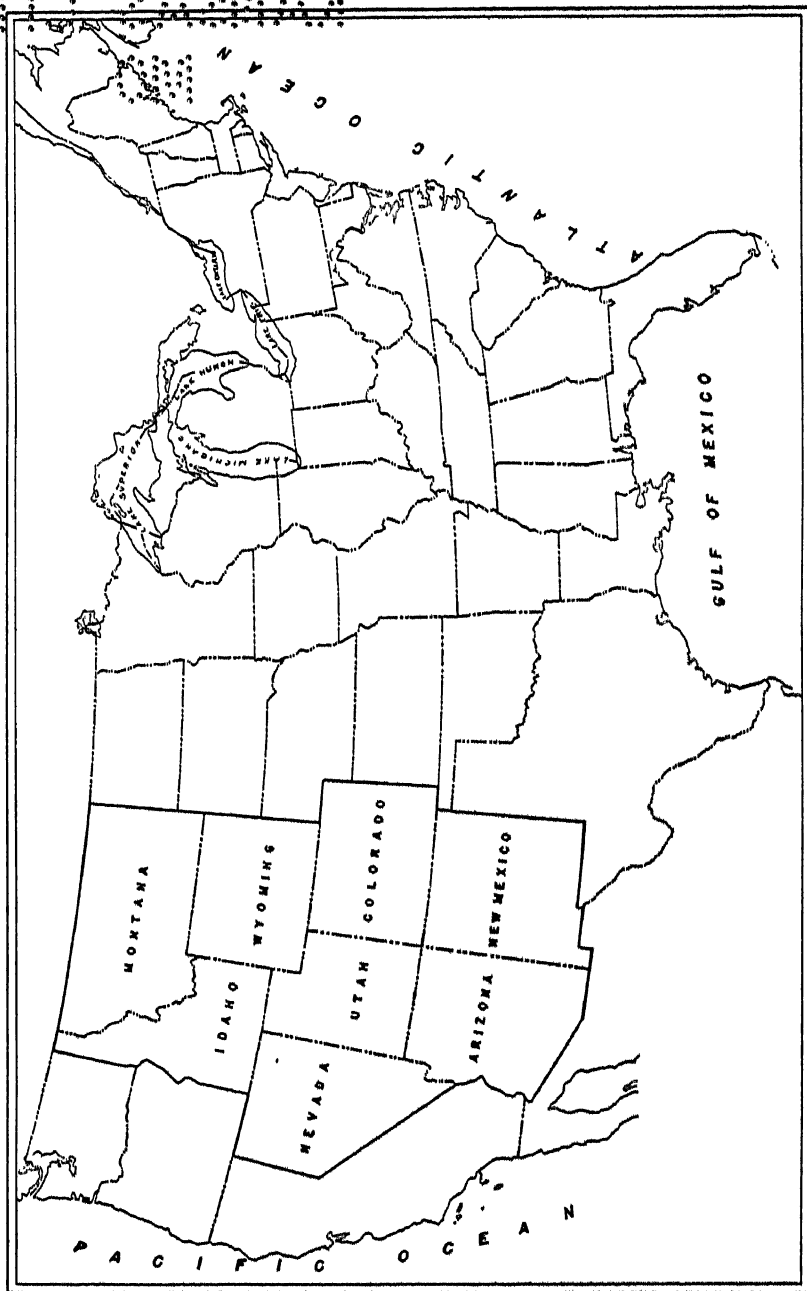 LAKE SUPERIOR
LAKE MICHIGAN
LAKE HURON
LAKE ERIE
LAKE ONTARIO
MONTANA
IDAHO
WYOMING
NEVADA
UTAH
COLORADO
ARIZONA
NEW MEXICO
PACIFIC OCEAN
ATLANTIC OCEAN
GULF OF MEXICO